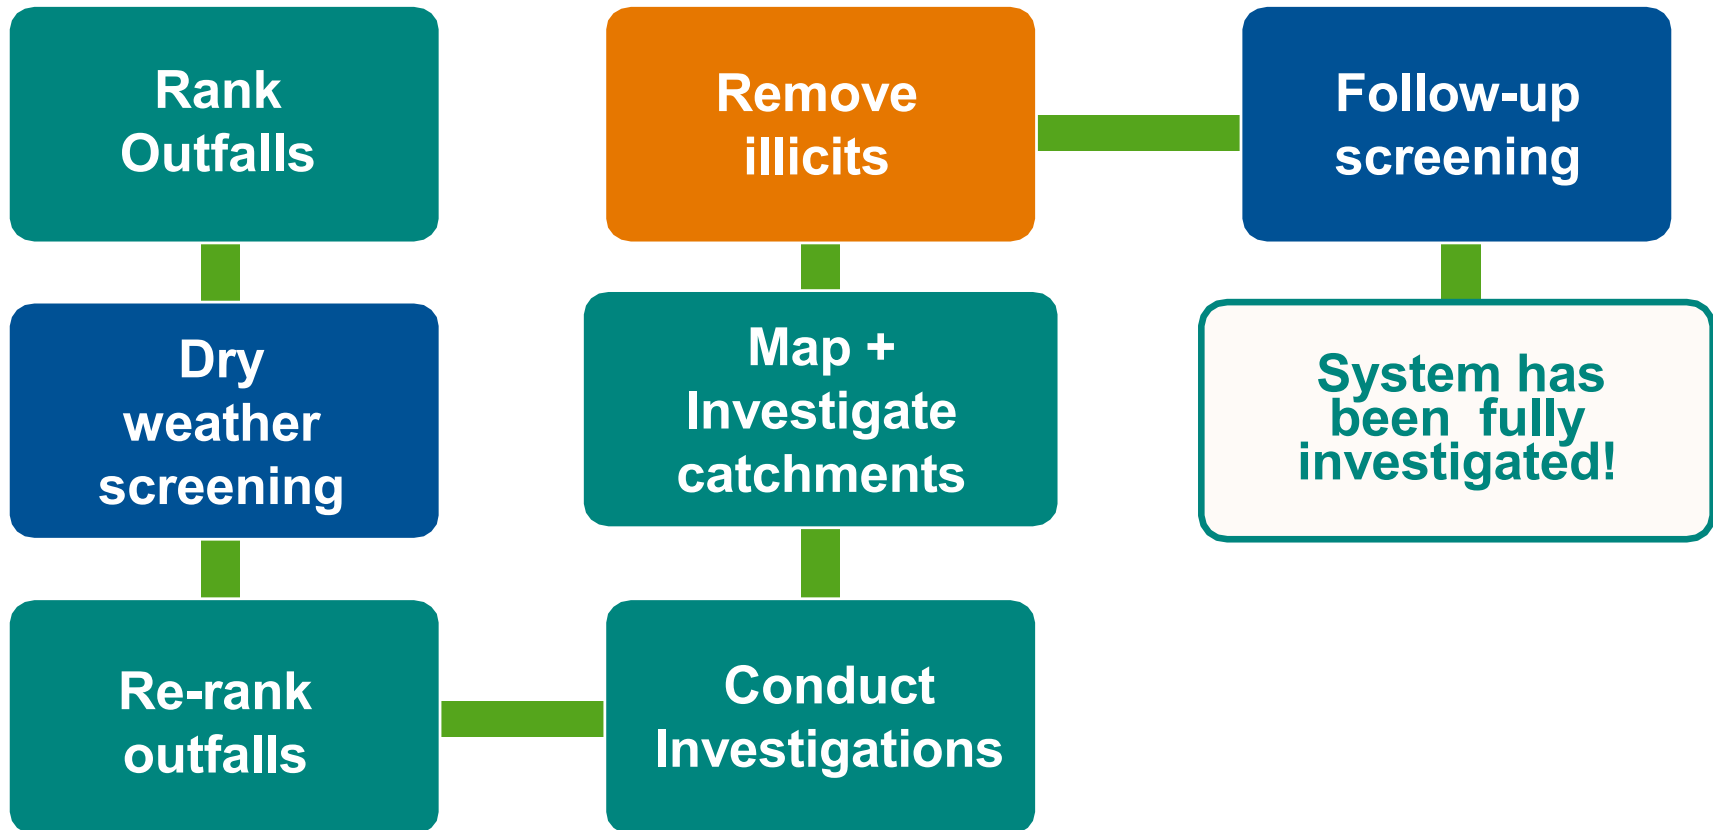 Rank
Outfalls
Dry
weather
screening
Re-rank
outfalls
Conduct
Investigations
Map +
Investigate
catchments
Remove
illicits
Follow-up
screening
System has
been fully
investigated!